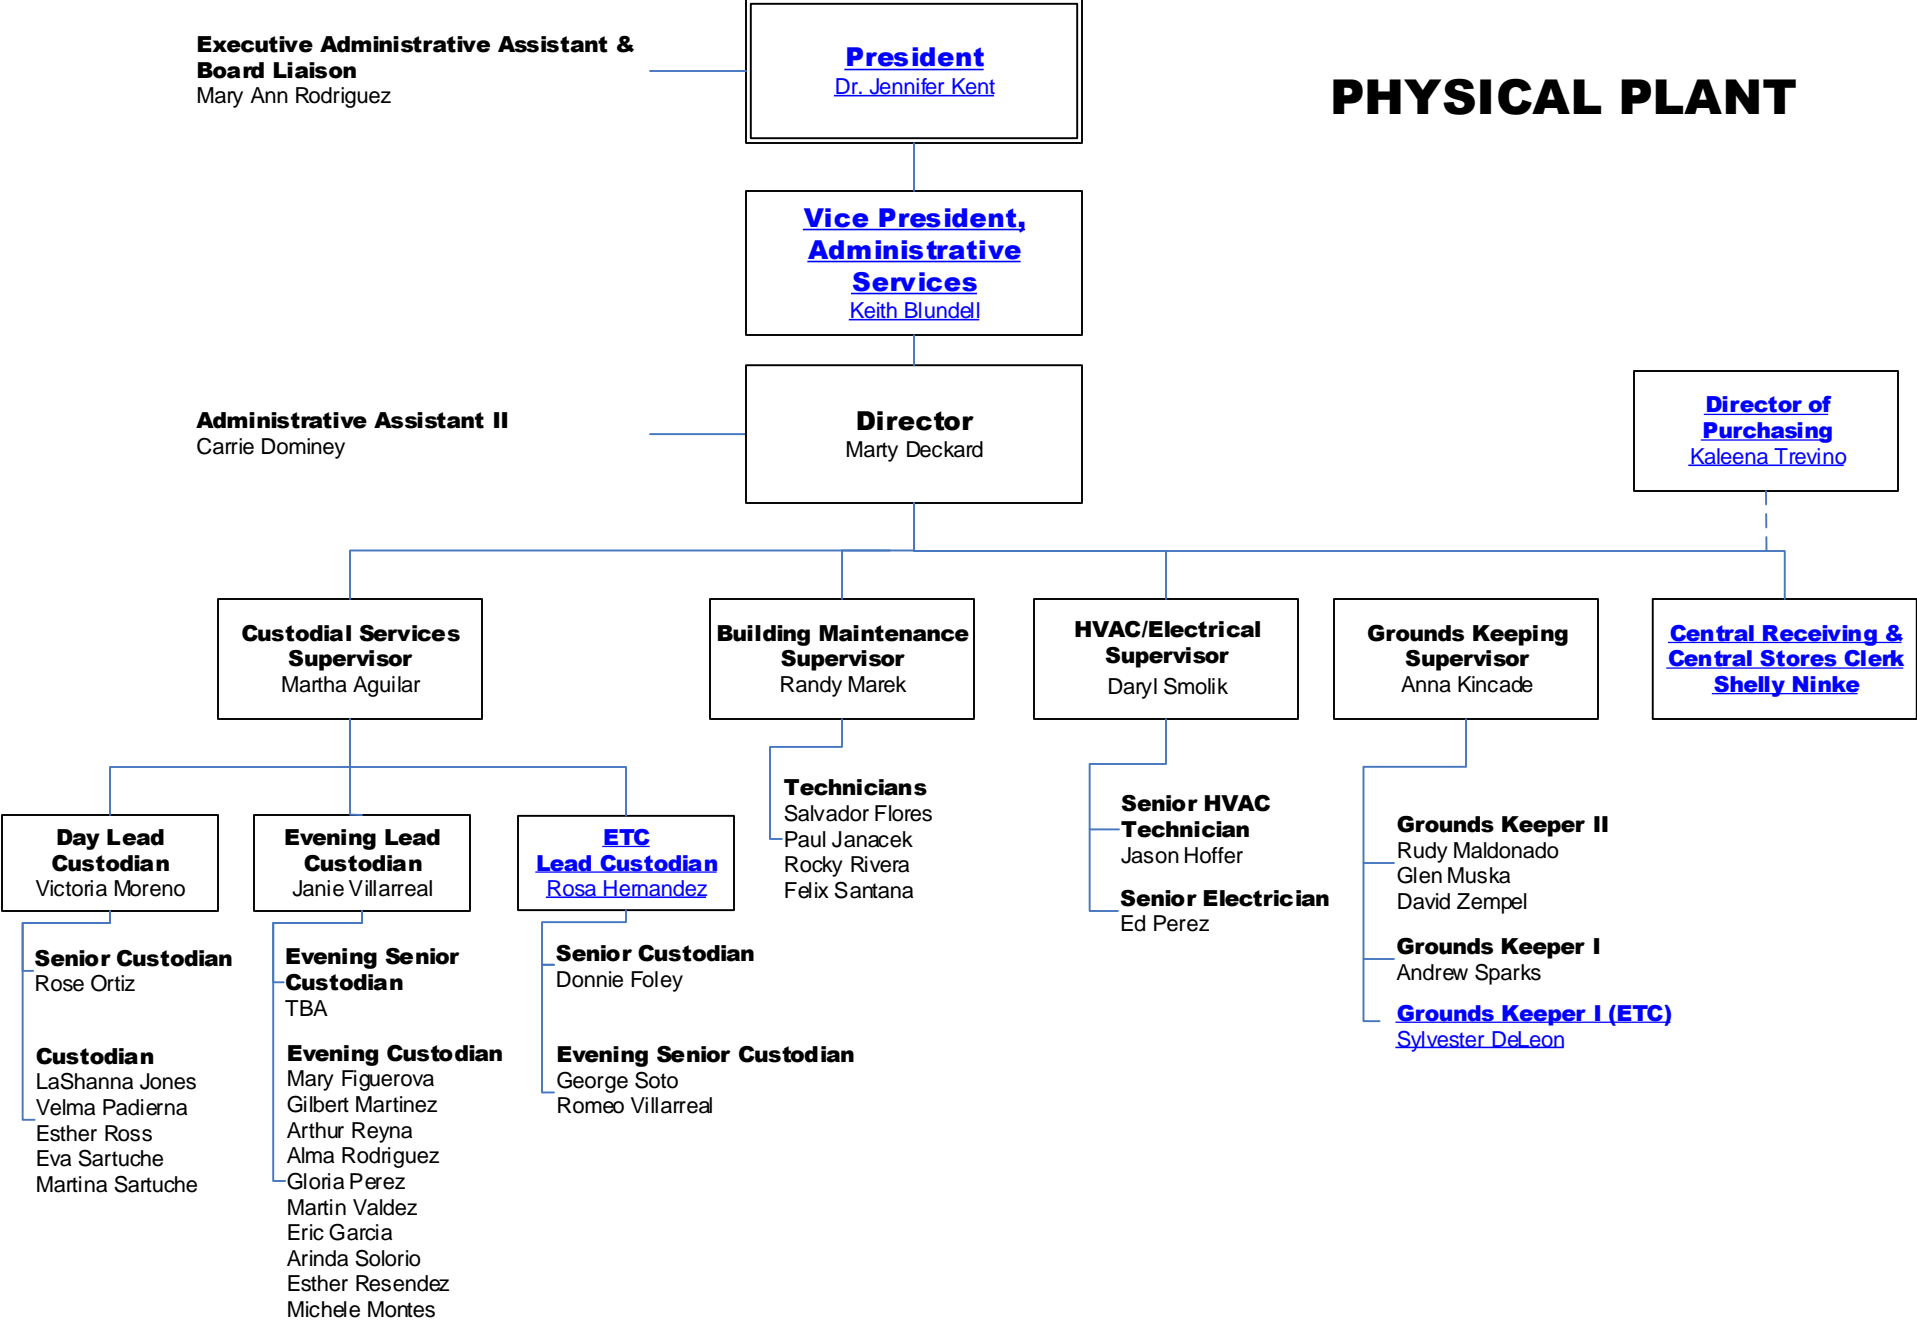 Executive Administrative Assistant &
Board Liaison
Mary Ann Rodriguez
President
Dr. Jennifer Kent
PHYSICAL PLANT
Vice President,
Administrative
Services
Keith Blundell
Administrative Assistant II
Carrie Dominey
Director
Marty Deckard
Director of
Purchasing
Kaleena Trevino
Custodial Services
Supervisor
Martha Aguilar
Building Maintenance
Supervisor
Randy Marek
HVAC/Electrical
Supervisor
Daryl Smolik
Grounds Keeping
Supervisor
Anna Kincade
Central Receiving &
Central Stores Clerk
Shelly Ninke
Day Lead
Custodian
Victoria Moreno
Senior Custodian
Rose Ortiz
Custodian
LaShanna Jones
Velma Padierna
Esther Ross
Eva Sartuche
Martina Sartuche
Evening Lead
Custodian
Janie Villarreal
Evening Senior
Custodian
TBA
Evening Custodian
Mary Figuerova
Gilbert Martinez
Arthur Reyna
Alma Rodriguez
Gloria Perez
Martin Valdez
Eric Garcia
Arinda Solorio
Esther Resendez
Michele Montes
ETC
Lead Custodian
Rosa Hernandez
Senior Custodian
Donnie Foley
Evening Senior Custodian
George Soto
Romeo Villarreal
Technicians
Salvador Flores
Paul Janacek
Rocky Rivera
Felix Santana
Senior HVAC
Technician
Jason Hoffer
Senior Electrician
Ed Perez
Grounds Keeper II
Rudy Maldonado
Glen Muska
David Zempel
Grounds Keeper I
Andrew Sparks
Grounds Keeper I (ETC)
Sylvester DeLeon